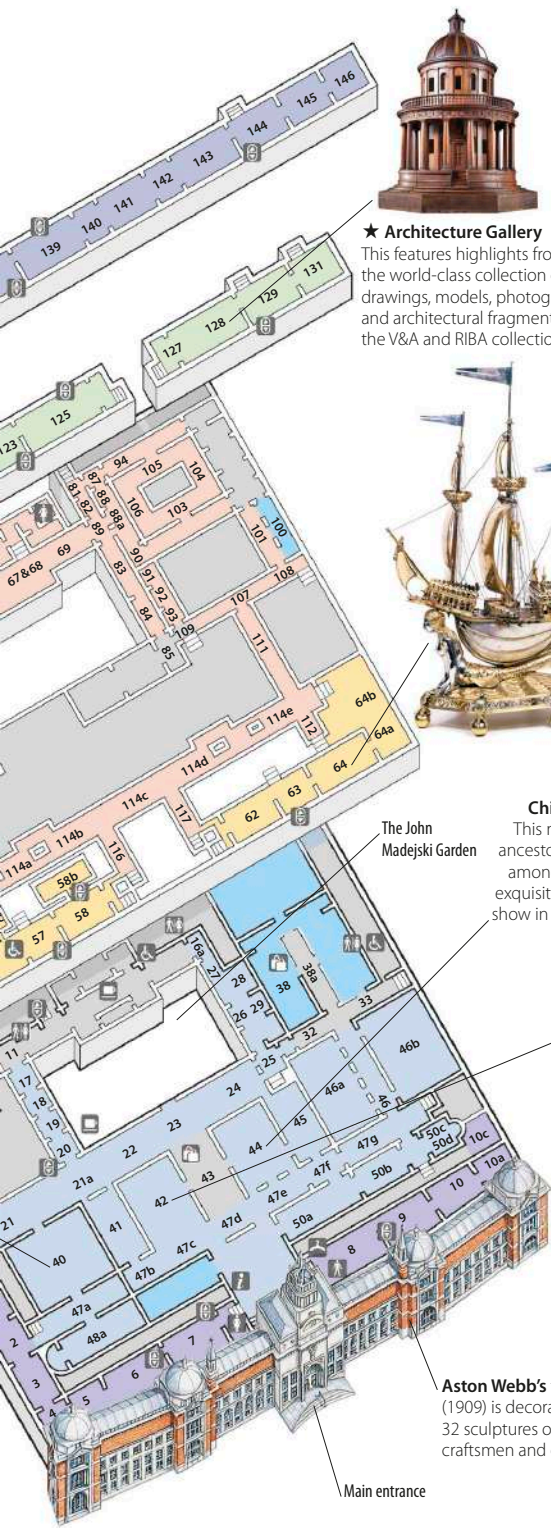 146
145
144
143
142
141
140
139
★ Architecture Gallery
This features highlights fro
the world-class collection
drawings, models, photog
and architectural fragment
the V&A and RIBA collectio
131
129
128
127
125
123
94
105
104
87
88
81
82
88a
106
103
89
100
101
69
67&68
90
83
91
92
108
84
93
107
109
85
111
64b
114e
112
64a
114d
64
114c
63
117
62
114b
116
114a
58b
58
57
The John
Madejski Garden
Chi
This r
ancesto
amon
exquisit
show in
16a
27
28
38
38a
26
29
33
32
11
17
25
46b
18
24
46a
19
23
45
46
20
22
44
50c
50d
10c
21a
43
47g
10a
21
42
47f
50b
10
41
47e
9
40
47d
50a
47c
8
47b
47a
7
2
48a
6
3
5
4
Aston Webb's
(1909) is decora
32 sculptures o
craftsmen and
Main entrance